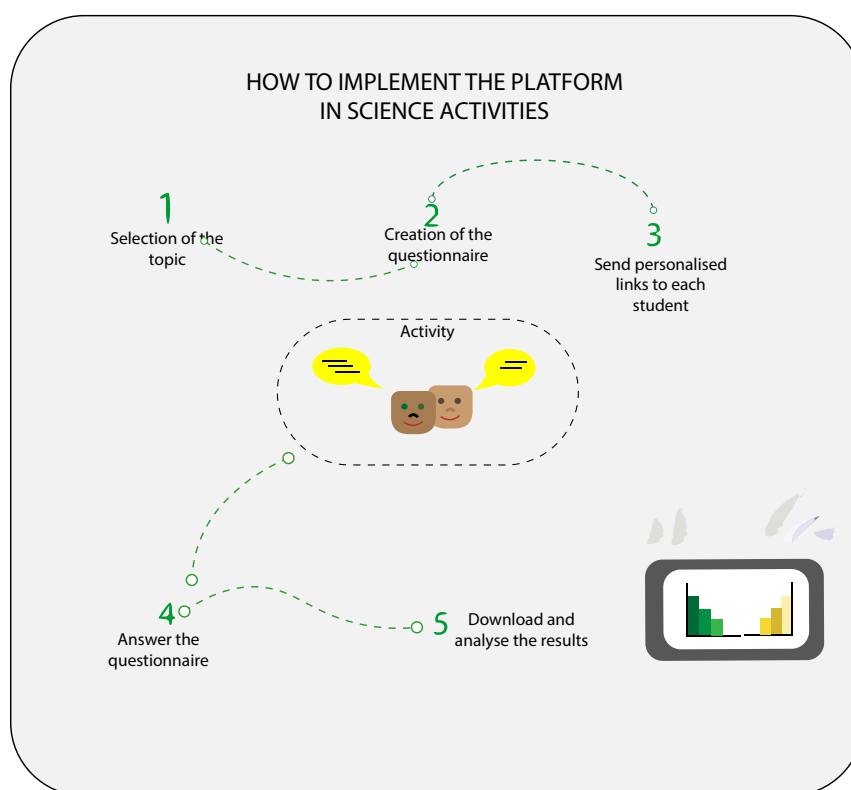 HOW TO IMPLEMENT THE PLATFORM
IN SCIENCE ACTIVITIES
1
Selection of the
topic
2
Creation of the
questionnaire
3
Send personalised
links to each
student
Activity
4
Answer the
questionnaire
5
Download and
analyse the results